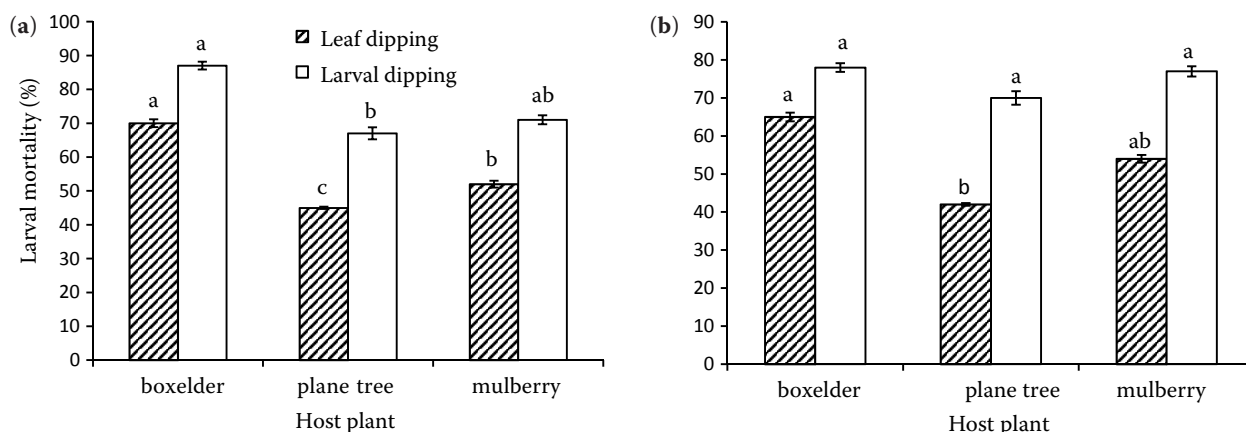 (a)
Larval mortality (%)
100
90
80
70
60
50
40
30
20
10
0
Leaf dipping
Larval dipping
a
a
c
b
b
ab
boxelder
plane tree
mulberry
Host plant
(b)
90
80
70
60
50
40
30
20
10
0
a
a
b
a
ab
a
boxelder
plane tree
mulberry
Host plant